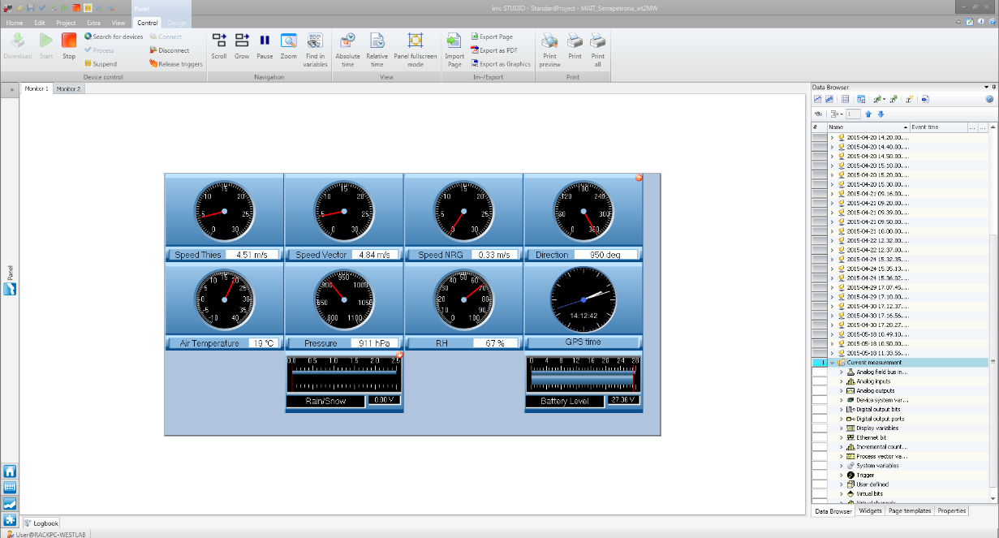 Panel
imc STUDIO - StandardProject - MAIT_Serrapetrona_wt2MW
Home Edit Project Extra View Control Design
Download Start Stop
Search for devices
Process
Suspend
Connect
Disconnect
Release triggers
Device control
Scroll Grow Pause Zoom Find in variables
Navigation
Absolute time Relative time Panel fullscreen mode
View
Import Page
Export Page
Export as PDF
Export as Graphics
Im-/Export
Print preview Print Print all
Print
Monitor 1 Monitor 2
Panel
0 5 10 15 20 25 30
Speed Thies 4.51 m/s
0 5 10 15 20 25 30
Speed Vector 4.84 m/s
0 5 10 15 20 25 30
Speed NRG 0.33 m/s
0 60 120 180 240 300 360
Direction 950 deg
-10 -5 0 5 10 15 20 25 30 40
Air Temperature 19 °C
800 850 900 950 1000 1050 1100
Pressure 911 hPa
0 10 20 30 40 50 60 70 80 90 100
RH 67 %
14:12:42
GPS time
0.0 0.5 1.0 1.5 2.0 2.5
Rain/Snow 0.00 V
0 4 8 12 16 20 24 28
Battery Level 27.36 V
Data Browser
1
# Name Event time ... ...
2015-04-20 14.20.00....
2015-04-20 14.40.00....
2015-04-20 14.50.00....
2015-04-20 15.10.00....
2015-04-20 15.20.00....
2015-04-20 15.30.00....
2015-04-21 09.16.00....
2015-04-21 09.20.00....
2015-04-21 09.39.00....
2015-04-21 09.50.00....
2015-04-21 10.00.00....
2015-04-22 12.32.00....
2015-04-22 12.37.00....
2015-04-24 15.32.35....
2015-04-24 15.35.13....
2015-04-24 15.36.02....
2015-04-29 17.07.45....
2015-04-29 17.10.00....
2015-04-30 17.12.37....
2015-04-30 17.16.56....
2015-04-30 17.20.27....
2015-05-18 10.49.10....
2015-05-18 10.50.00....
2015-05-18 11.33.56....
1 Current measurement
Analog field bus in...
Analog inputs
Analog outputs
Device system var...
Digital output bits
Digital output ports
Display variables
Ethernet bit
Incremental count...
Process vector va...
System variables
Trigger
User defined
Virtual bits
Virtual channels
Data Browser Widgets Page templates Properties
Logbook
User@RACKPC-WESTLAB